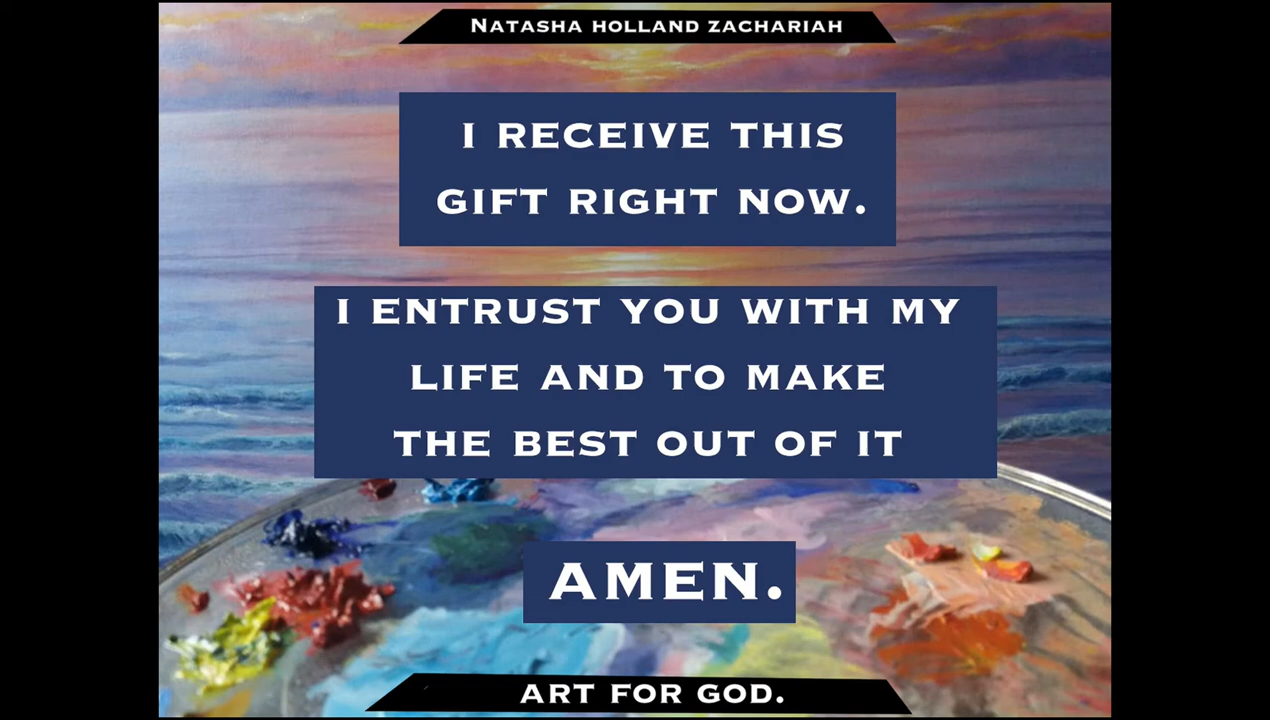 NATASHA HOLLAND ZACHARIAH
I RECEIVE THIS
GIFT RIGHT NOW.
I ENTRUST YOU WITH MY
LIFE AND TO MAKE
THE BEST OUT OF IT
AMEN.
ART FOR GOD.